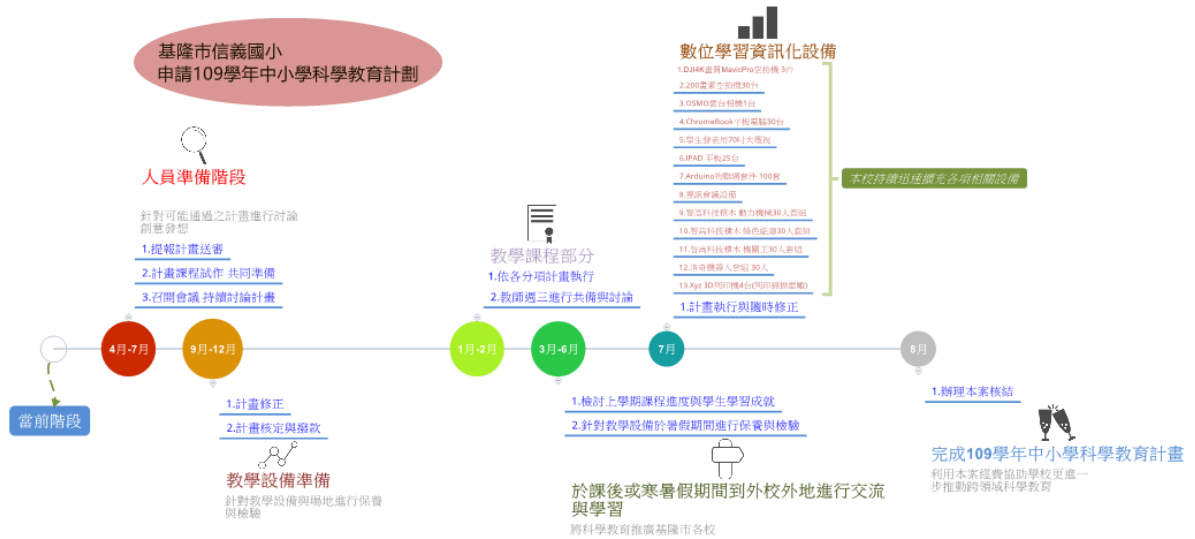 基隆市信義國小
申請109學年中小學科學教育計劃
人員準備階段
針對可能通過之計畫進行討論
創意發想
1.提報計畫送審
2.計畫課程試作 共同準備
3.召開會議 持續討論計畫
4月-7月
9月-12月
1.計畫修正
2.計畫核定與撥款
教學設備準備
針對教學設備與場地進行保養
與檢驗
當前階段
教學課程部分
1.依各分項計畫執行
2.教師週三進行共備與討論
1月-2月
3月-6月
1.檢討上學期課程進度與學生學習成就
2.針對教學設備於暑假期間進行保養與檢驗
於課後或寒暑假期間到外校外地進行交流
與學習
將科學教育推廣基隆市各校
數位學習資訊化設備
1.DJI4K畫質MavicPro空拍機 3台
2.200畫素空拍機30台
3.OSMO雲台相機1台
4.ChromeBook平板電腦30台
5.學生發表用70吋大電視
6.IPAD 平板25台
7.Arduino物聯網套件 100套
8.視訊會議設備
9.智高科技積木 動力機械30人套組
10.智高科技積木 綠色能源30人套組
11.智高科技積木 機關王30人套組
12.機器人套組 30人
13.Xyz 3D列印機4台
本校持續迅速擴充各項相關設備
1.計畫執行與隨時修正
7月
8月
1.辦理本案核結
完成109學年中小學科學教育計畫
利用本案經費協助學校更進一
步推動跨領域科學教育